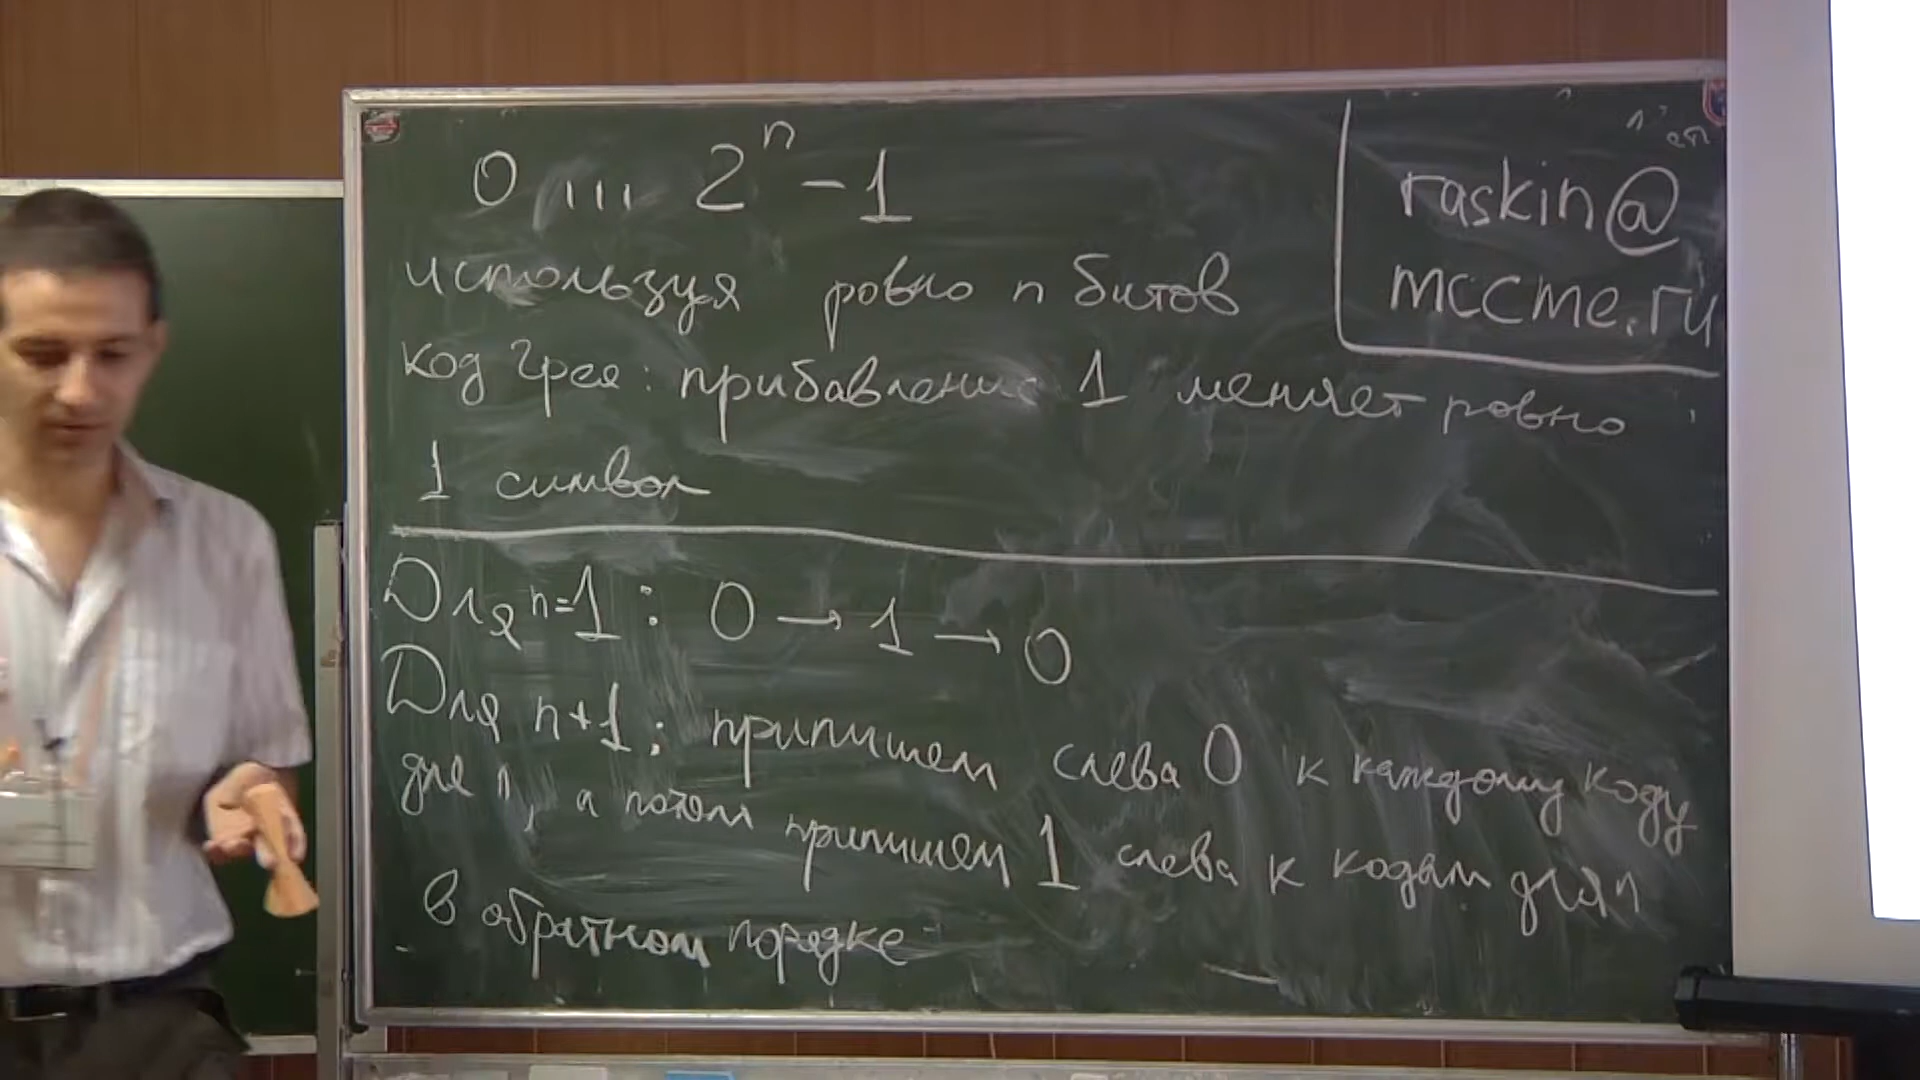 0 ... 2^n - 1
используя ровно n битов
код Грея: прибавление 1 меняет ровно
1 символ
raskin@
mccme.ru
Для n=1: 0 → 1 → 0
Для n+1: припишем слева 0 к каждому коду
для n, а потом припишем 1 слева к кодам для n
в обратном порядке